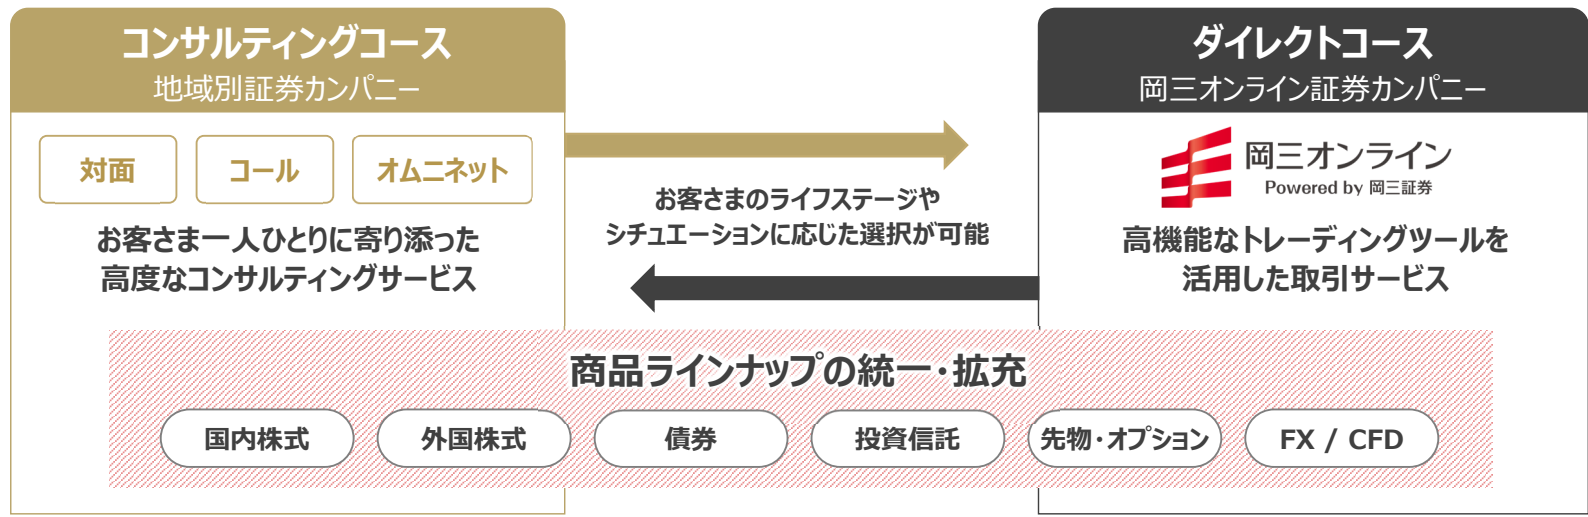 コンサルティングコース
地域別証券カンパニー
対面
コール
オムニネット
お客さま一人ひとりに寄り添った
高度なコンサルティングサービス
お客さまのライフステージや
シチュエーションに応じた選択が可能
ダイレクトコース
岡三オンライン証券カンパニー
岡三オンライン
Powered by 岡三証券
高機能なトレーディングツールを
活用した取引サービス
商品ラインナップの統一・拡充
国内株式
外国株式
債券
投資信託
先物・オプション
FX / CFD